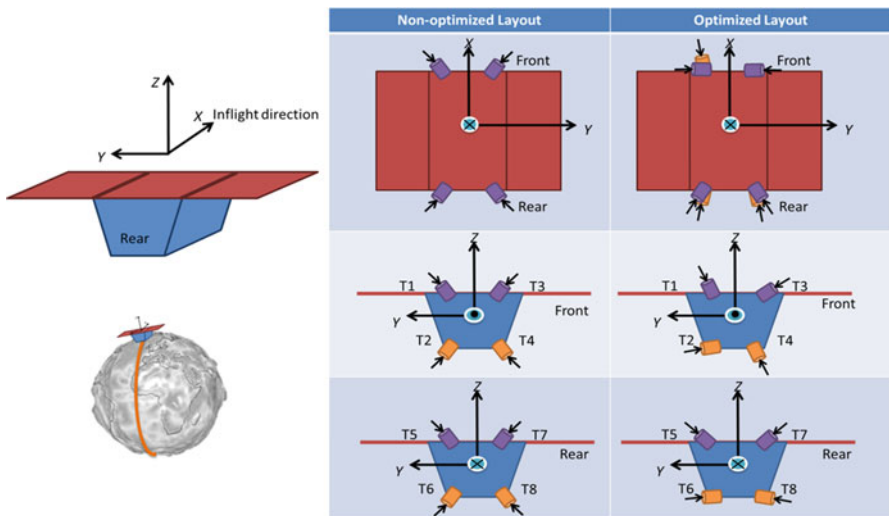 Non-optimized Layout
Optimized Layout
Z
X
Inflight direction
Y
Rear
X
Front
Y
Rear
X
Front
Y
Rear
Z
T1
T3
Front
Y
T2
T4
Z
T1
T3
Front
Y
T2
T4
Z
T5
T7
Rear
Y
T6
T8
Z
T5
T7
Rear
Y
T6
T8